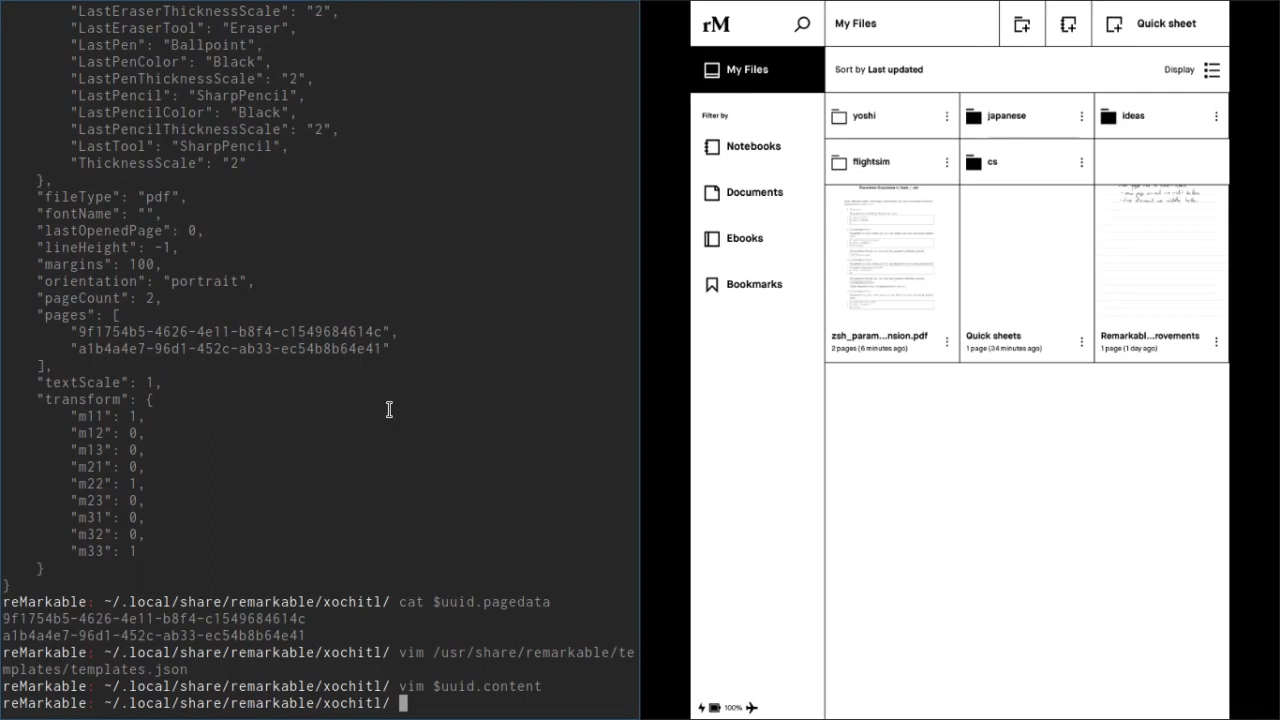 "LastEraserThicknessScale": "2",
"LastEraserTool": "Eraser",
"LastPen": "Ballpoint",
"LastPenColor": "Black",
"LastPenThicknessScale": "2",
"LastPencil": "SharpPencil",
"LastPencilColor": "Black",
"LastPencilThicknessScale": "2",
"LastTool": "SharpPencil",
"ThicknessScale": "2"
},
"fileType": "pdf",
"fontName": "",
"lastOpenedPage": 0,
"lineHeight": -1,
"margins": 100,
"orientation": "portrait",
"pageCount": 2,
"pages": [
"9f1754b5-4626-4e11-b8f4-c1549684614c",
"a1b4a4e7-96d1-452c-ab33-ec54b8b64e41"
],
"textScale": 1,
"transform": {
"m11": 1,
"m12": 0,
"m13": 0,
"m21": 0,
"m22": 1,
"m23": 0,
"m31": 0,
"m32": 0,
"m33": 1
}
}
reMarkable: ~/.local/share/remarkable/xochitl/ cat $uuid.pagedata
9f1754b5-4626-4e11-b8f4-c1549684614c
a1b4a4e7-96d1-452c-ab33-ec54b8b64e41
reMarkable: ~/.local/share/remarkable/xochitl/ vim /usr/share/remarkable/te
mplates/templates.json
reMarkable: ~/.local/share/remarkable/xochitl/ vim $uuid.content
reMarkable: ~/.local/share/remarkable/xochitl/
rM
My Files
Filter by
Notebooks
Documents
Ebooks
Bookmarks
100%
My Files
Quick sheet
Sort by Last updated
Display
yoshi
japanese
ideas
flightsim
cs
zsh_param...nsion.pdf
2 pages (6 minutes ago)
Quick sheets
1 page (34 minutes ago)
Remarkabl...rovements
1 page (1 day ago)